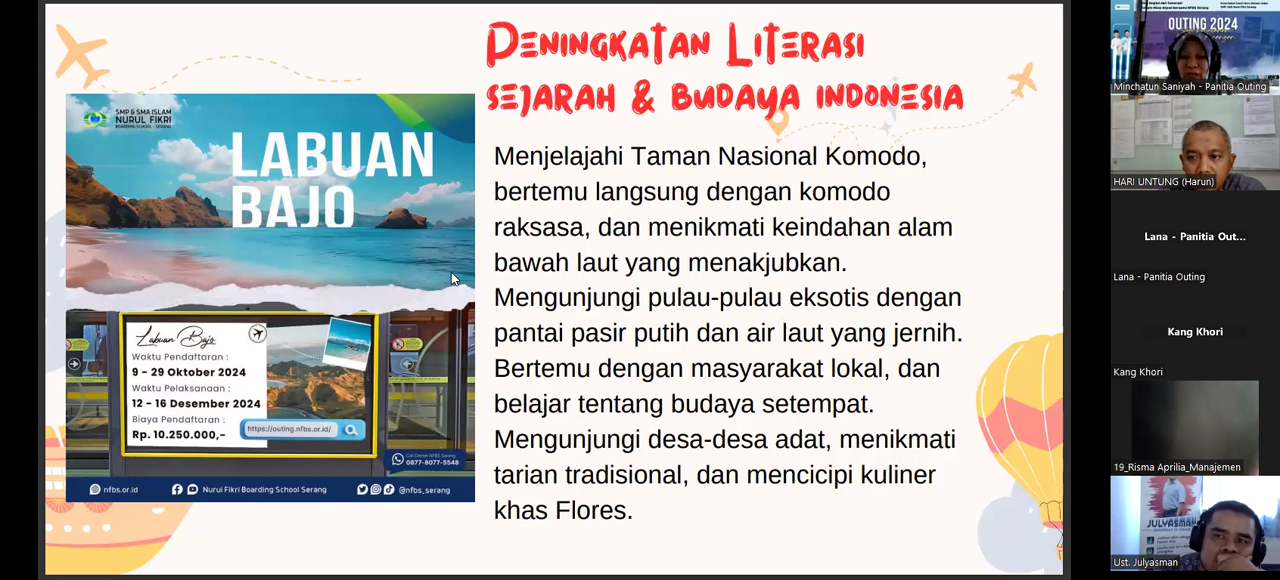 PENINGKATAN LITERASI
SEJARAH & BUDAYA INDONESIA
Menjelajahi Taman Nasional Komodo,
bertemu langsung dengan komodo
raksasa, dan menikmati keindahan alam
bawah laut yang menakjubkan.
Mengunjungi pulau-pulau eksotis dengan
pantai pasir putih dan air laut yang jernih.
Bertemu dengan masyarakat lokal, dan
belajar tentang budaya setempat.
Mengunjungi desa-desa adat, menikmati
tarian tradisional, dan mencicipi kuliner
khas Flores.
SMP & SMA ISLAM
NURUL FIKRI
BOARDING SCHOOL - SERANG
LABUAN
BAJO
Labuan Bajo
Waktu Pendaftaran :
9 - 29 Oktober 2024
Waktu Pelaksanaan :
12 - 16 Desember 2024
Biaya Pendaftaran :
Rp. 10.250.000,-
https://outing.nfbs.or.id/
Call Center NFBS Serang
0877-8077-5548
nfbs.or.id
Nurul Fikri Boarding School Serang
@nfbs_serang
OUTING 2024
Minchatun Saniyah - Panitia Outing
HARI UNTUNG (Harun)
Lana - Panitia Out...
Lana - Panitia Outing
Kang Khori
Kang Khori
19_Risma Aprilia_Manajemen
JULYASMAN
Ust. Julyasman